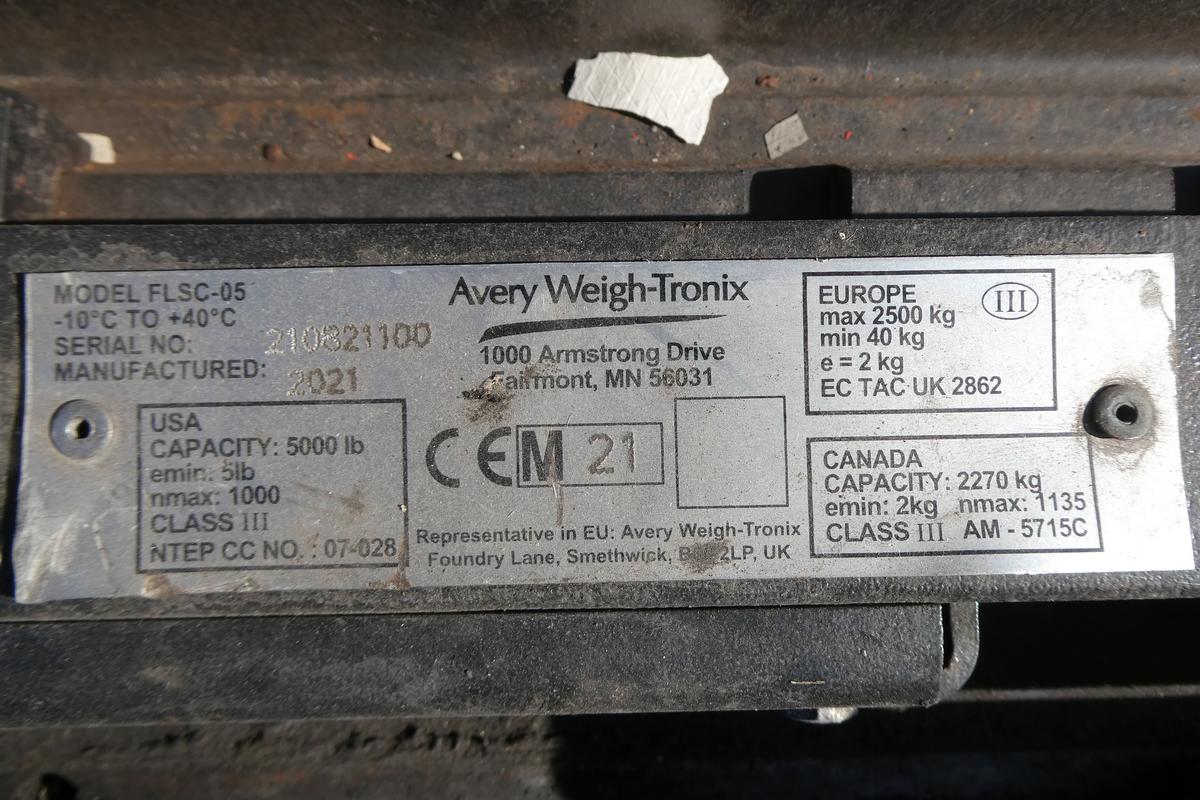 MODEL FLSC-05
-10°C TO +40°C
SERIAL NO: 210821100
MANUFACTURED: 2021
USA
CAPACITY: 5000 lb
emin: 5lb
nmax: 1000
CLASS III
NTEP CC NO. : 07-028
Avery Weigh-Tronix
1000 Armstrong Drive
Fairmont, MN 56031
CE M 21
Representative in EU: Avery Weigh-Tronix
Foundry Lane, Smethwick, 2LP, UK
EUROPE III
max 2500 kg
min 40 kg
e = 2 kg
EC TAC UK 2862
CANADA
CAPACITY: 2270 kg
emin: 2kg nmax: 1135
CLASS III AM - 5715C